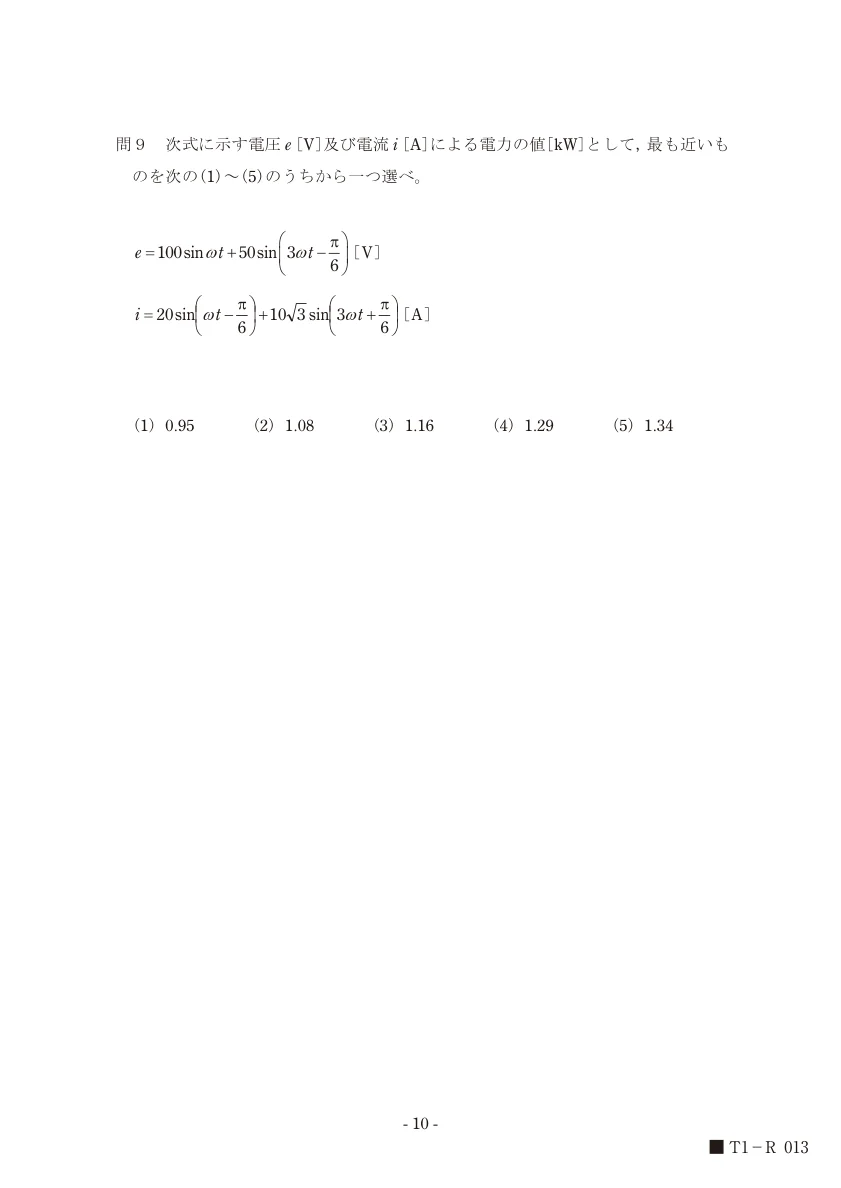 問９　次式に示す電圧 e [V]及び電流 i [A]による電力の値[kW]として，最も近いも
のを次の(1)～(5)のうちから一つ選べ。
e = 100 sin ωt + 50 sin(3ωt − π/6) [V]
i = 20 sin(ωt − π/6) + 10√3 sin(3ωt + π/6) [A]
(1) 0.95　(2) 1.08　(3) 1.16　(4) 1.29　(5) 1.34
- 10 -
■ T1－R 013